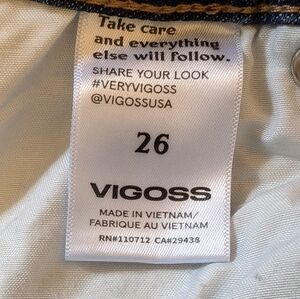 Take care
and everything
else will follow.
SHARE YOUR LOOK
#VERYVIGOSS
@VIGOSSUSA
26
VIGOSS
MADE IN VIETNAM/
FABRIQUÉ AU VIETNAM
RN#110712 CA#29438